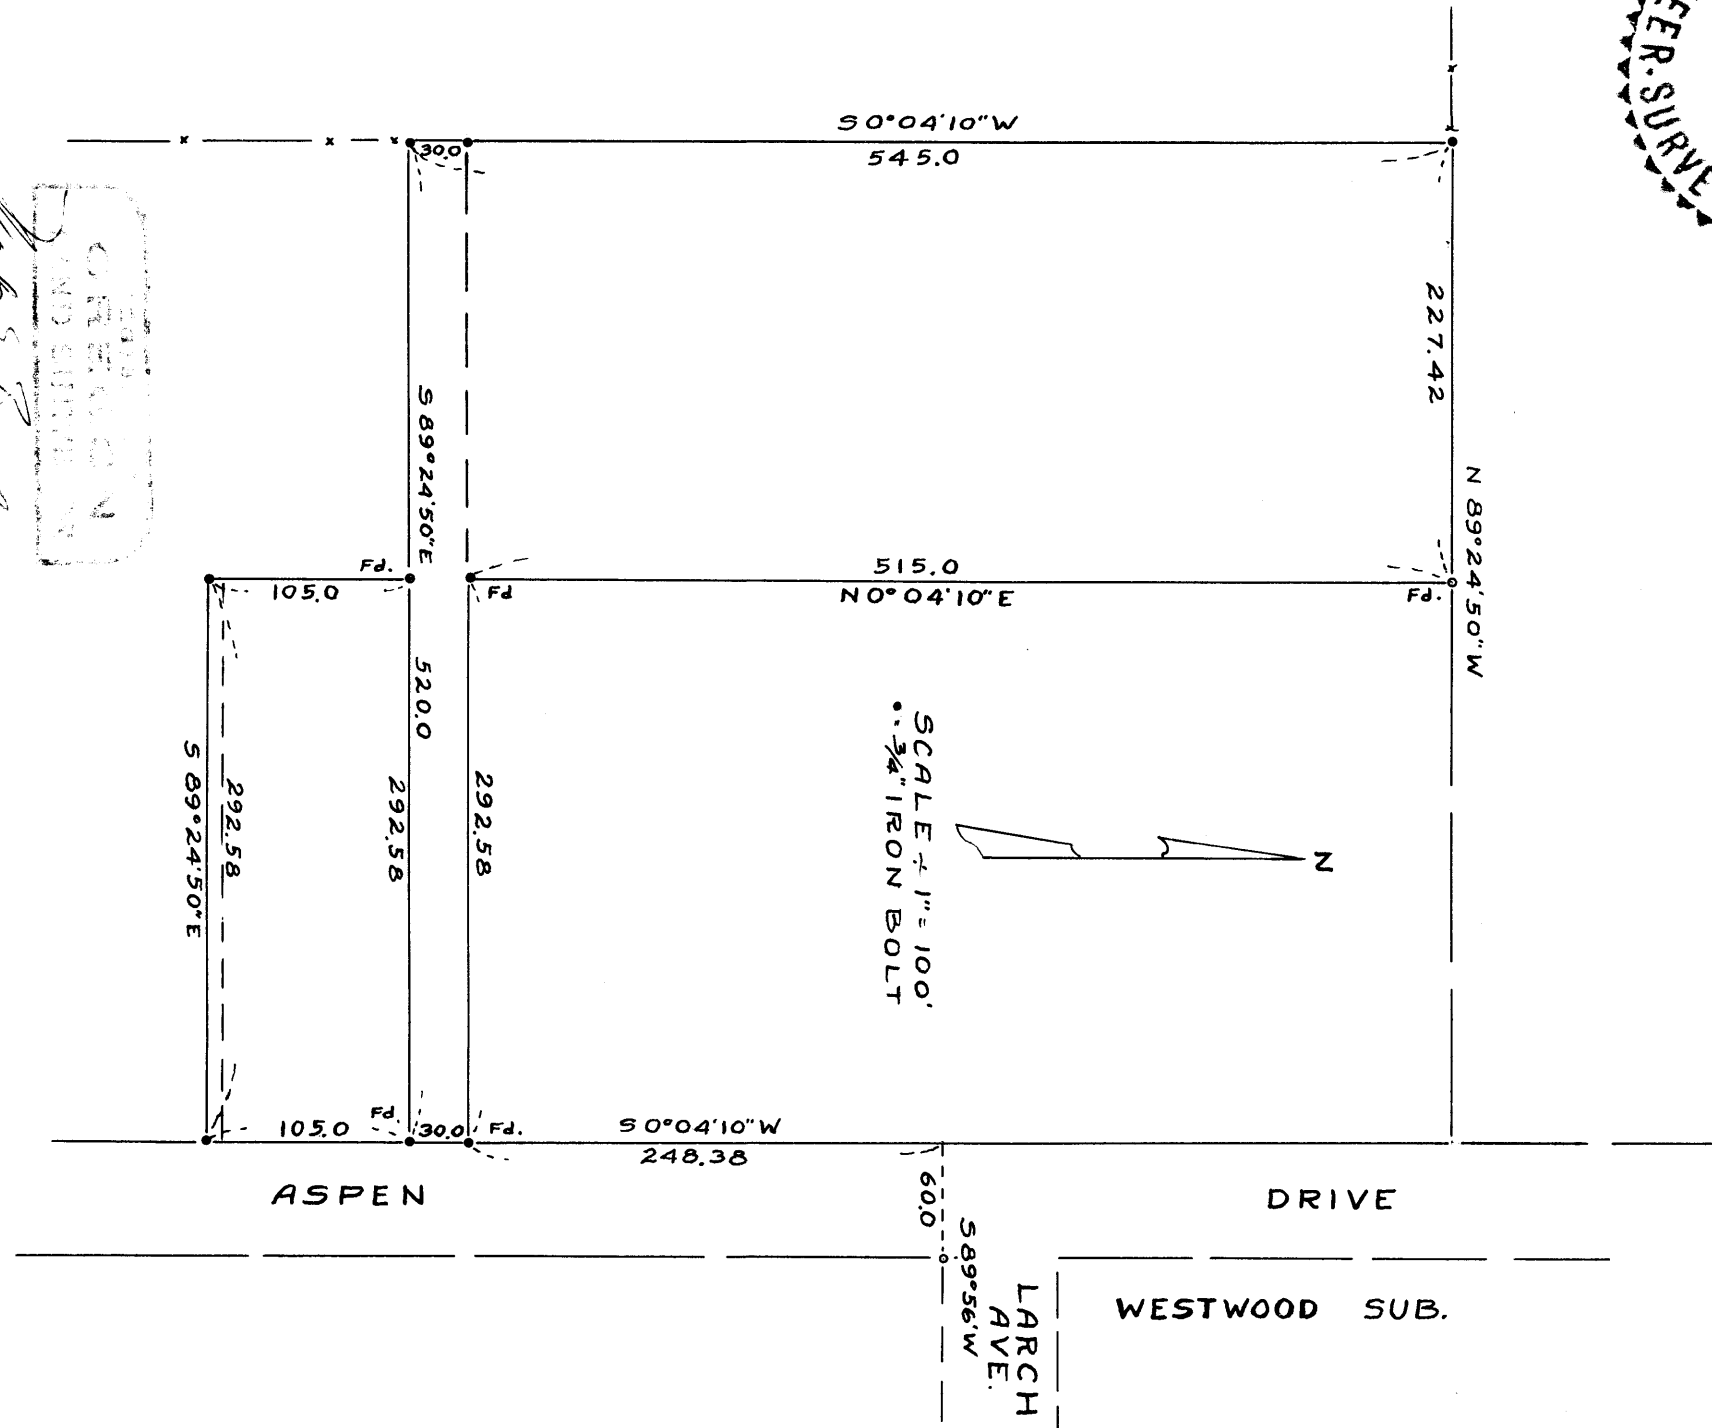 EER·SURVE
S 0°04'10"W
30.0
545.0
227.42
N 89°24'50"W
S 89°24'50"E
OREGON
Fd.
105.0
Fd
515.0
N 0°04'10"E
Fd.
520.0
SCALE ÷ 1" = 100'
• = 3/4" IRON BOLT
N
S 89°24'50"E
292.58
292.58
292.58
105.0
Fd.
30.0
Fd.
S 0°04'10"W
248.38
ASPEN
DRIVE
60.0
S 89°56'W
LARCH
AVE.
WESTWOOD SUB.